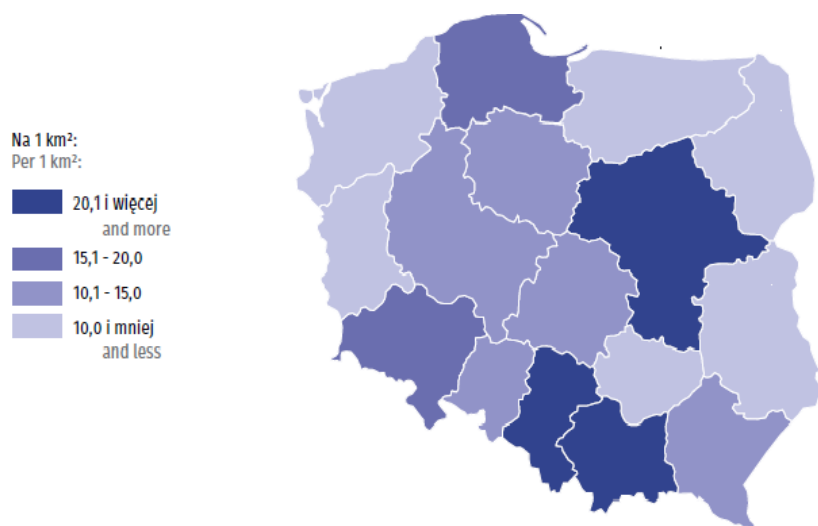 Na 1 km²:
Per 1 km²:
20,1 i więcej
and more
15,1 - 20,0
10,1 - 15,0
10,0 i mniej
and less